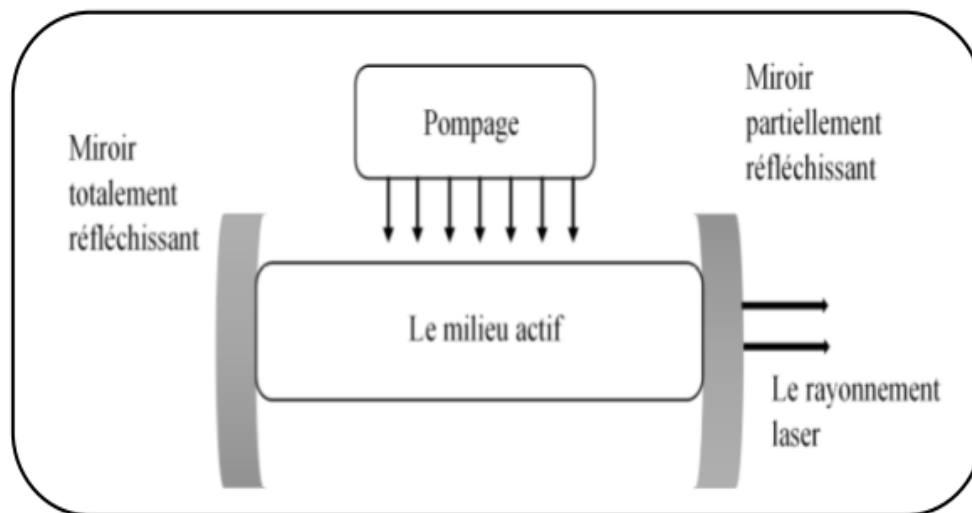 Miroir
totalement
réfléchissant
Pompage
Miroir
partiellement
réfléchissant
Le milieu actif
Le rayonnement
laser